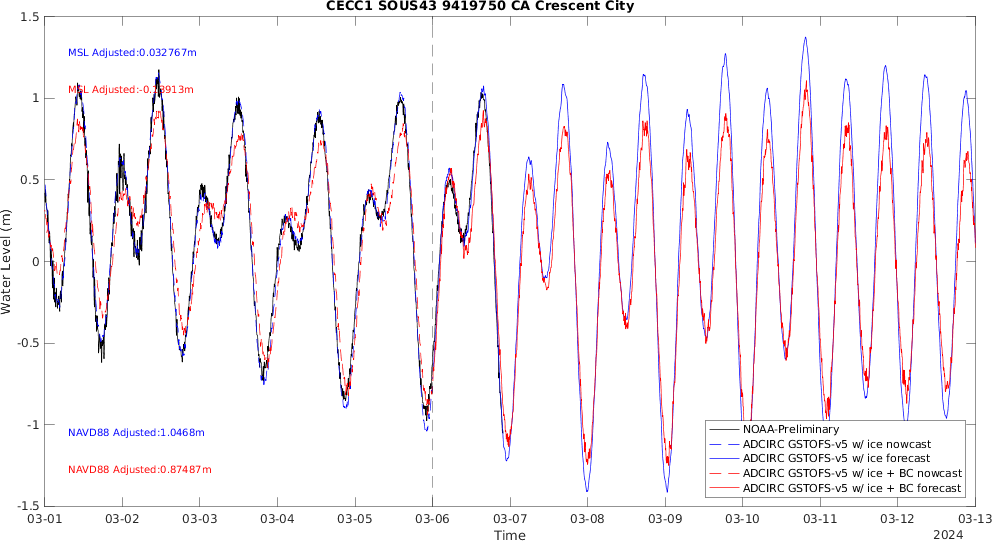 CECC1 SOUS43 9419750 CA Crescent City
1.5
1
0.5
0
-0.5
-1
-1.5
Water Level (m)
MSL Adjusted:0.032767m
MSL Adjusted:-0.13913m
NAVD88 Adjusted:1.0468m
NAVD88 Adjusted:0.87487m
NOAA-Preliminary
ADCIRC GSTOFS-v5 w/ ice nowcast
ADCIRC GSTOFS-v5 w/ ice forecast
ADCIRC GSTOFS-v5 w/ ice + BC nowcast
ADCIRC GSTOFS-v5 w/ ice + BC forecast
03-01 03-02 03-03 03-04 03-05 03-06 03-07 03-08 03-09 03-10 03-11 03-12 03-13
Time
2024